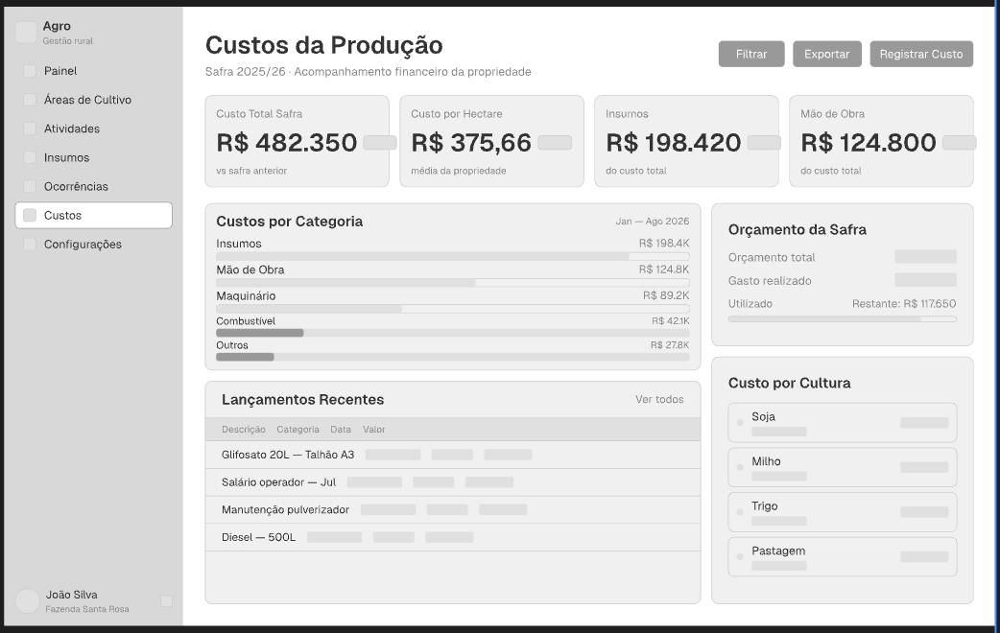 Agro
Gestão rural
Painel
Áreas de Cultivo
Atividades
Insumos
Ocorrências
Custos
Configurações
João Silva
Fazenda Santa Rosa
Custos da Produção
Safra 2025/26 · Acompanhamento financeiro da propriedade
Filtrar
Exportar
Registrar Custo
Custo Total Safra
R$ 482.350
vs safra anterior
Custo por Hectare
R$ 375,66
média da propriedade
Insumos
R$ 198.420
do custo total
Mão de Obra
R$ 124.800
do custo total
Custos por Categoria
Jan — Ago 2026
Insumos R$ 198.4K
Mão de Obra R$ 124.8K
Maquinário R$ 89.2K
Combustível R$ 42.1K
Outros R$ 27.8K
Lançamentos Recentes
Ver todos
Descrição Categoria Data Valor
Glifosato 20L — Talhão A3
Salário operador — Jul
Manutenção pulverizador
Diesel — 500L
Orçamento da Safra
Orçamento total
Gasto realizado
Utilizado Restante: R$ 117.650
Custo por Cultura
Soja
Milho
Trigo
Pastagem